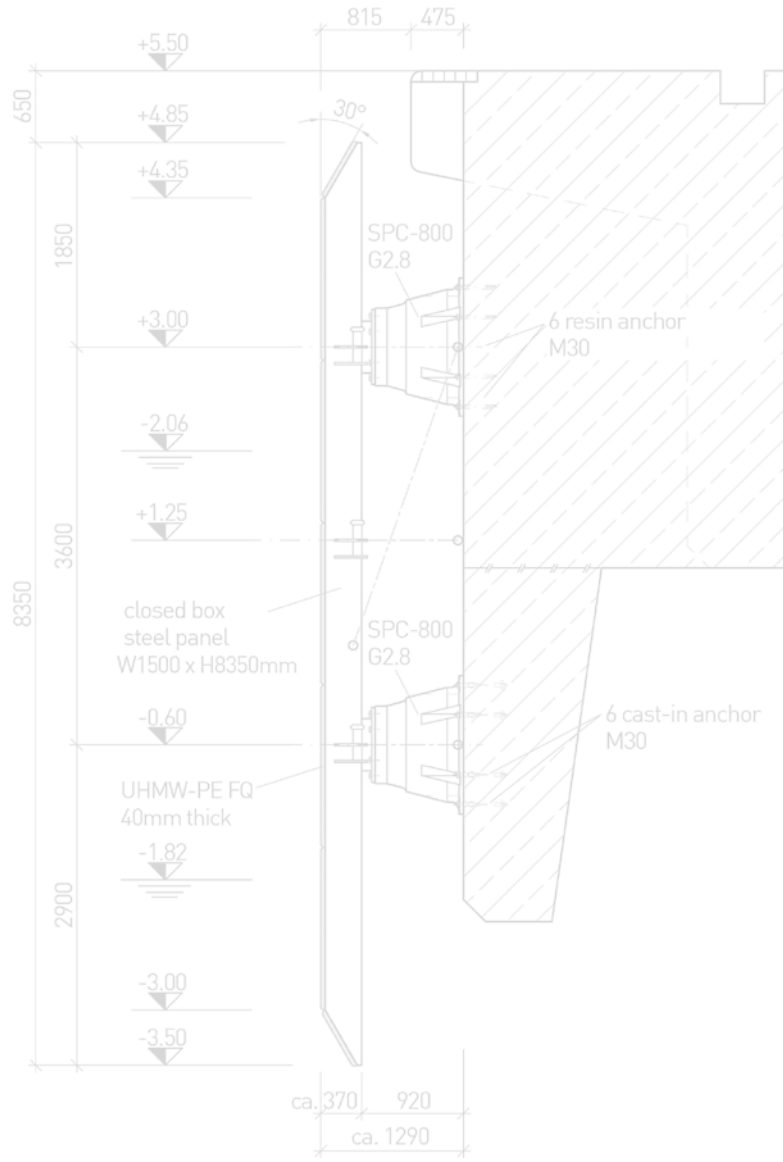 815
475
+5.50
650
+4.85
30°
+4.35
SPC-800
G2.8
1850
6 resin anchor
M30
+3.00
-2.06
+1.25
3600
8350
closed box
steel panel
W1500 x H8350mm
SPC-800
G2.8
-0.60
6 cast-in anchor
M30
UHMW-PE FQ
40mm thick
-1.82
2900
-3.00
-3.50
ca. 370
920
ca. 1290